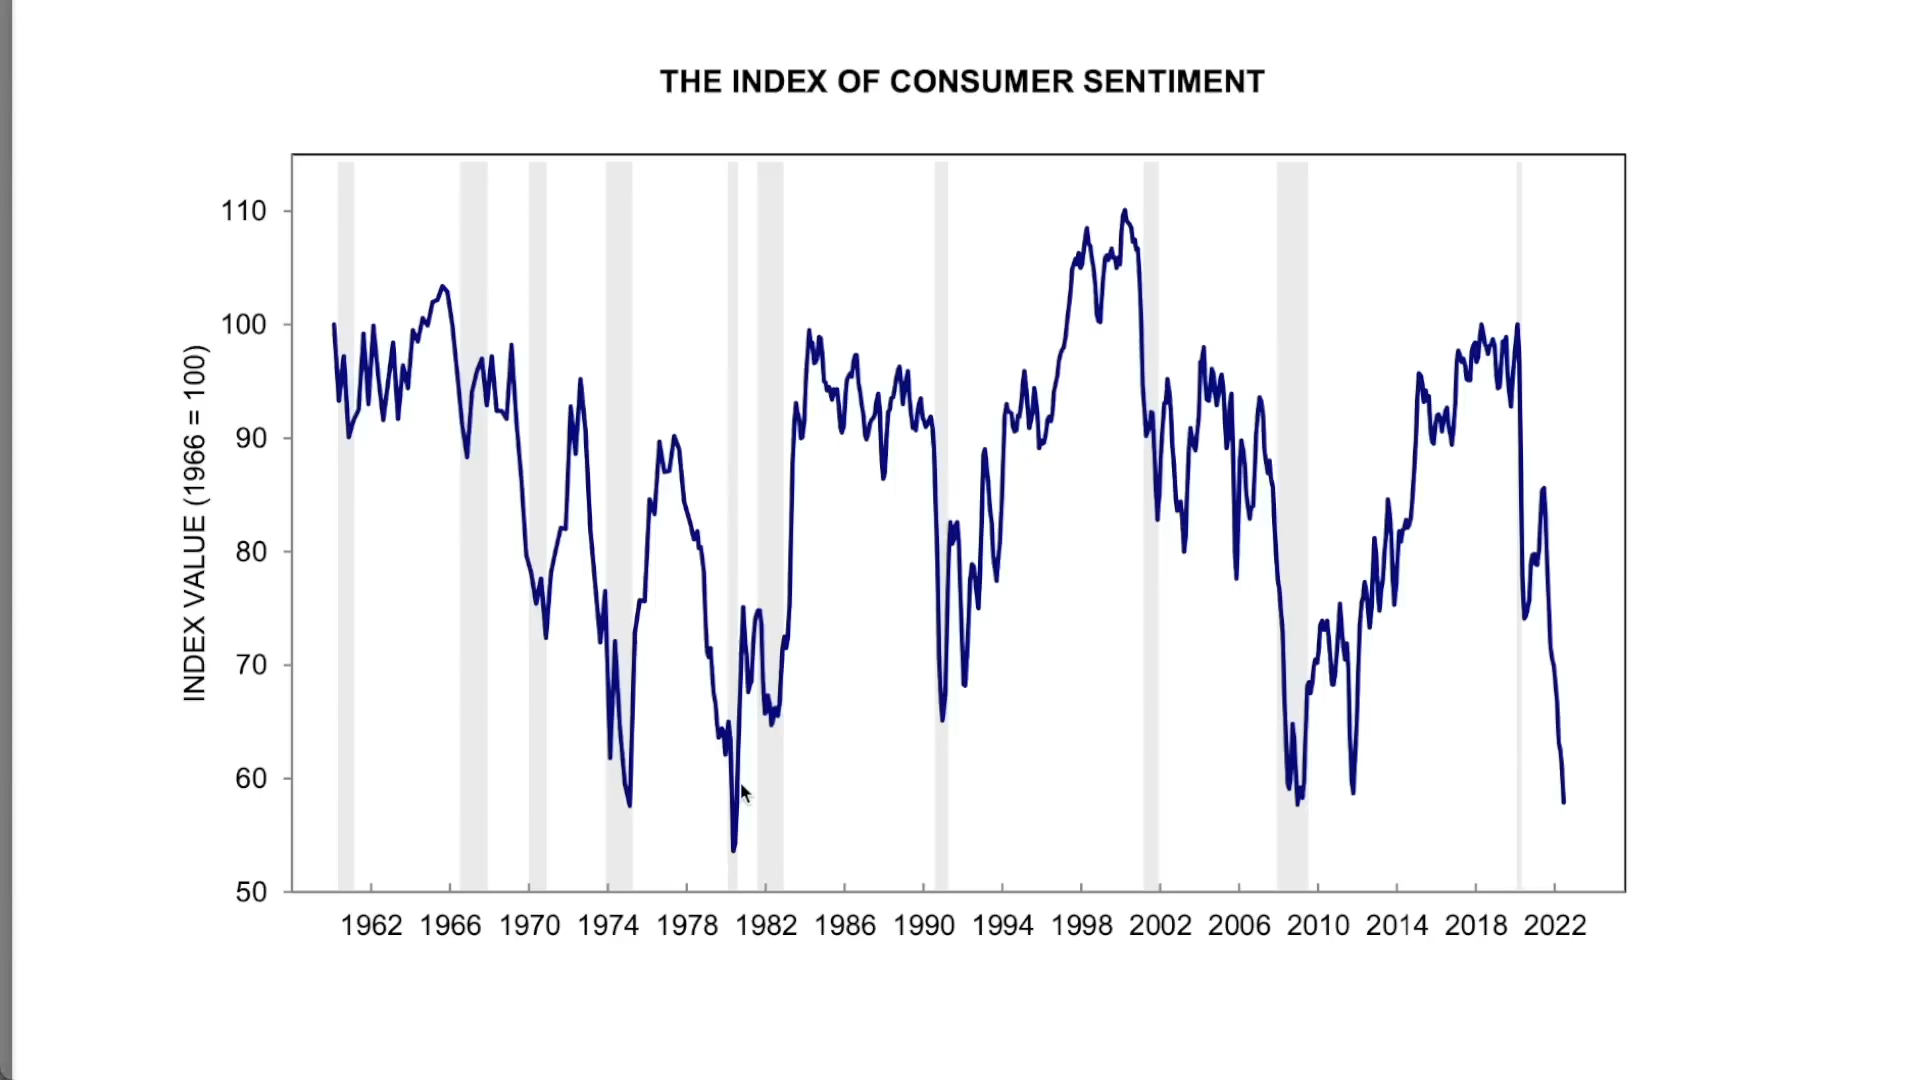 THE INDEX OF CONSUMER SENTIMENT
INDEX VALUE (1966 = 100)
110
100
90
80
70
60
50
1962 1966 1970 1974 1978 1982 1986 1990 1994 1998 2002 2006 2010 2014 2018 2022